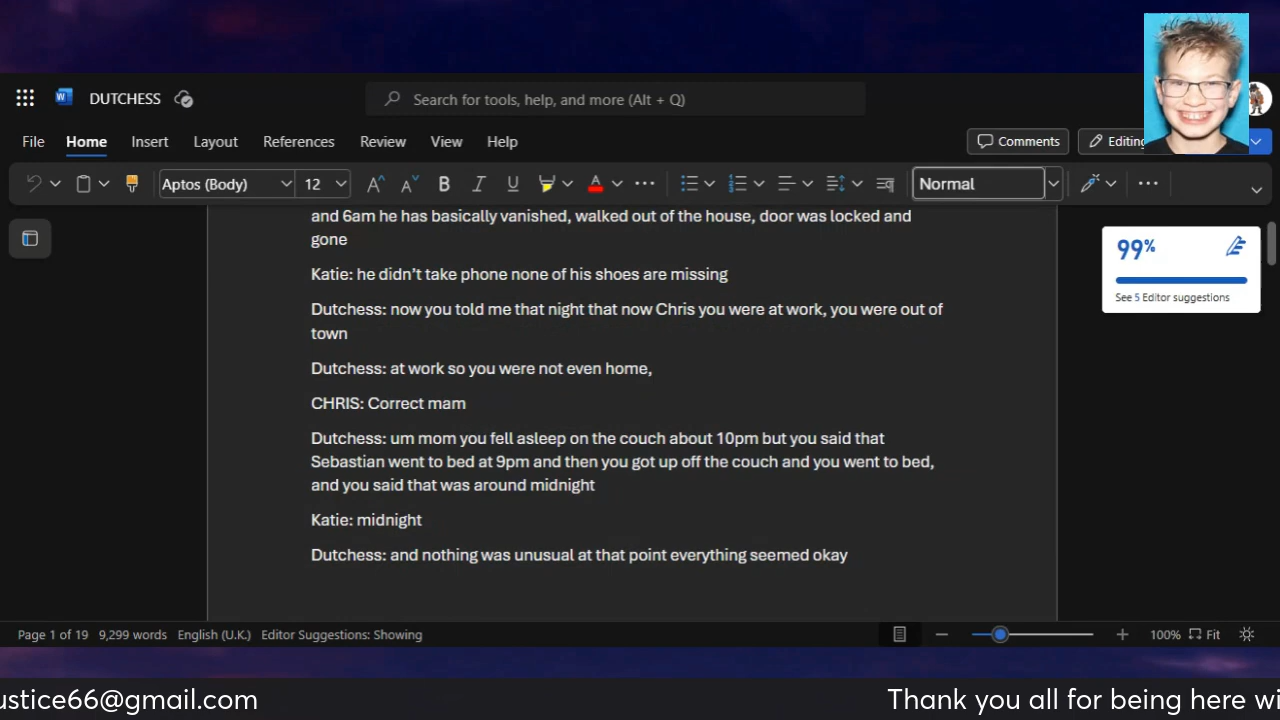 DUTCHESS
Search for tools, help, and more (Alt + Q)
File Home Insert Layout References Review View Help
Comments
Editing
Aptos (Body) 12 B I U A Normal
and 6am he has basically vanished, walked out of the house, door was locked and
gone
Katie: he didn't take phone none of his shoes are missing
Dutchess: now you told me that night that now Chris you were at work, you were out of
town
Dutchess: at work so you were not even home,
CHRIS: Correct mam
Dutchess: um mom you fell asleep on the couch about 10pm but you said that
Sebastian went to bed at 9pm and then you got up off the couch and you went to bed,
and you said that was around midnight
Katie: midnight
Dutchess: and nothing was unusual at that point everything seemed okay
99%
See 5 Editor suggestions
Page 1 of 19 9,299 words English (U.K.) Editor Suggestions: Showing
100% Fit
ustice66@gmail.com
Thank you all for being here wi